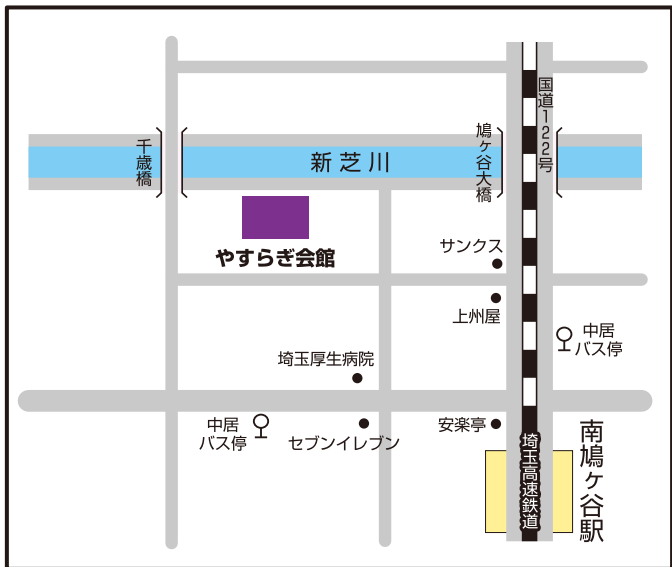 国道122号
千歳橋
新芝川
鳩ヶ谷大橋
やすらぎ会館
サンクス
上州屋
中居
バス停
埼玉厚生病院
中居
バス停
セブンイレブン
安楽亭
埼玉高速鉄道
南鳩ヶ谷駅